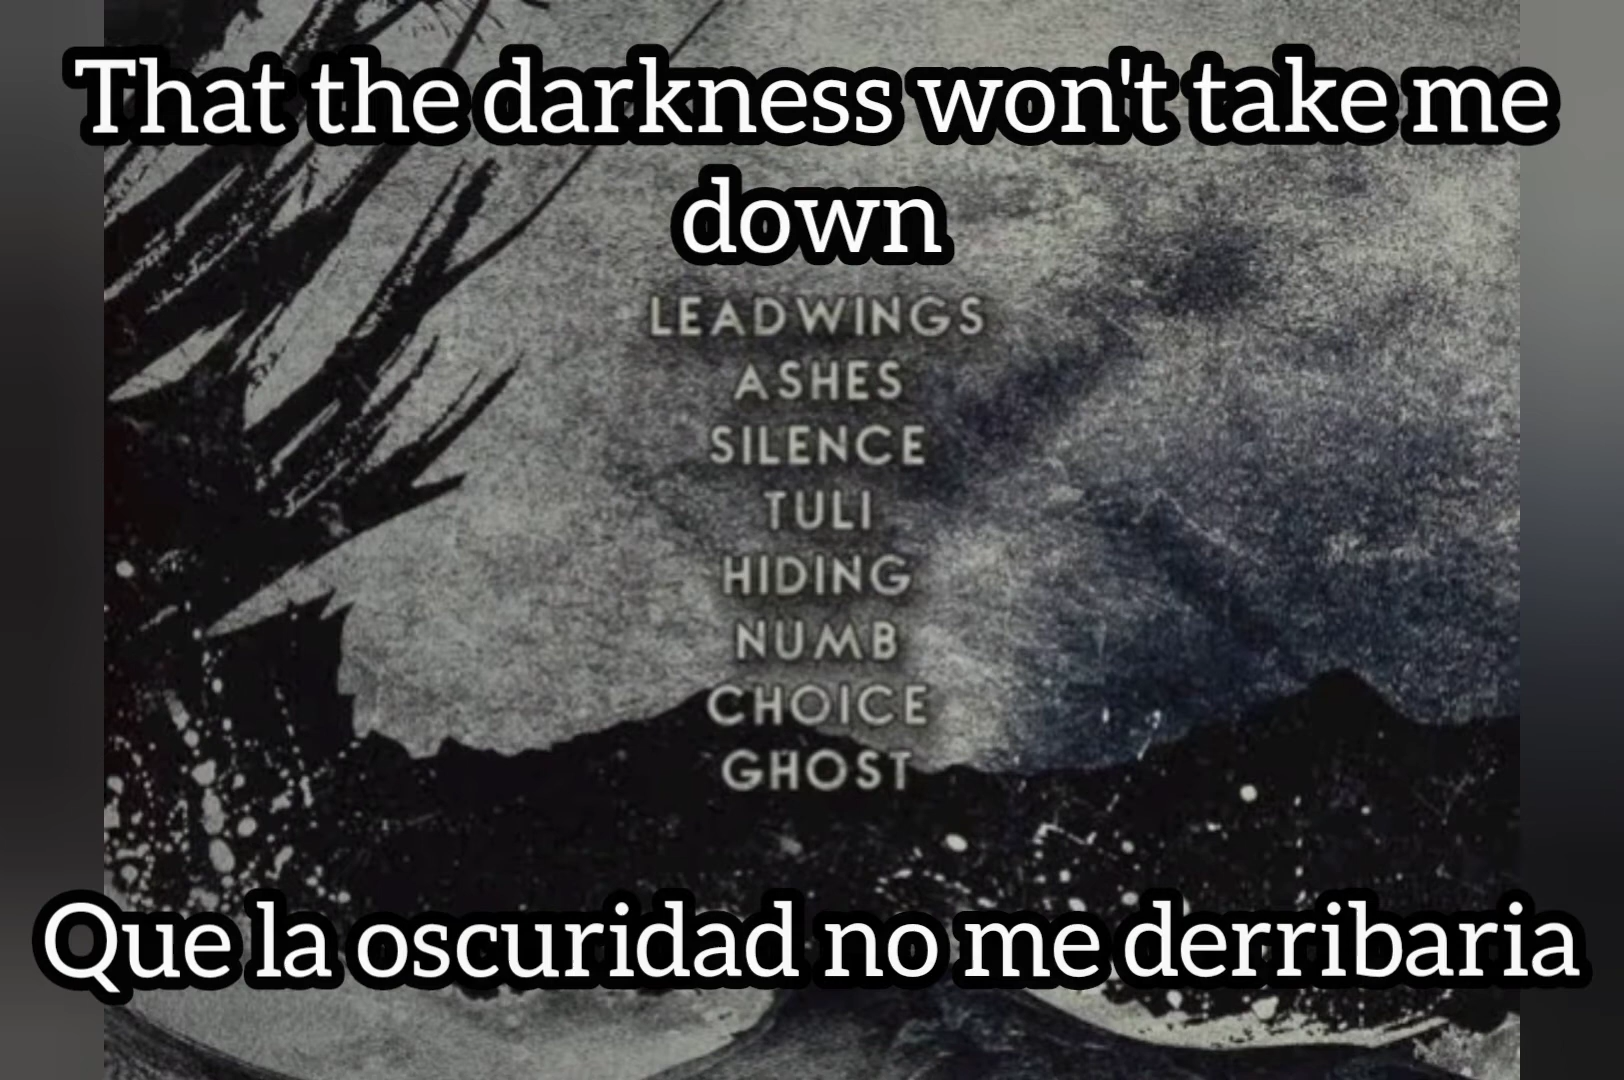 That the darkness won't take me
down
LEADWINGS
ASHES
SILENCE
TULI
HIDING
NUMB
CHOICE
GHOST
Que la oscuridad no me derribaria